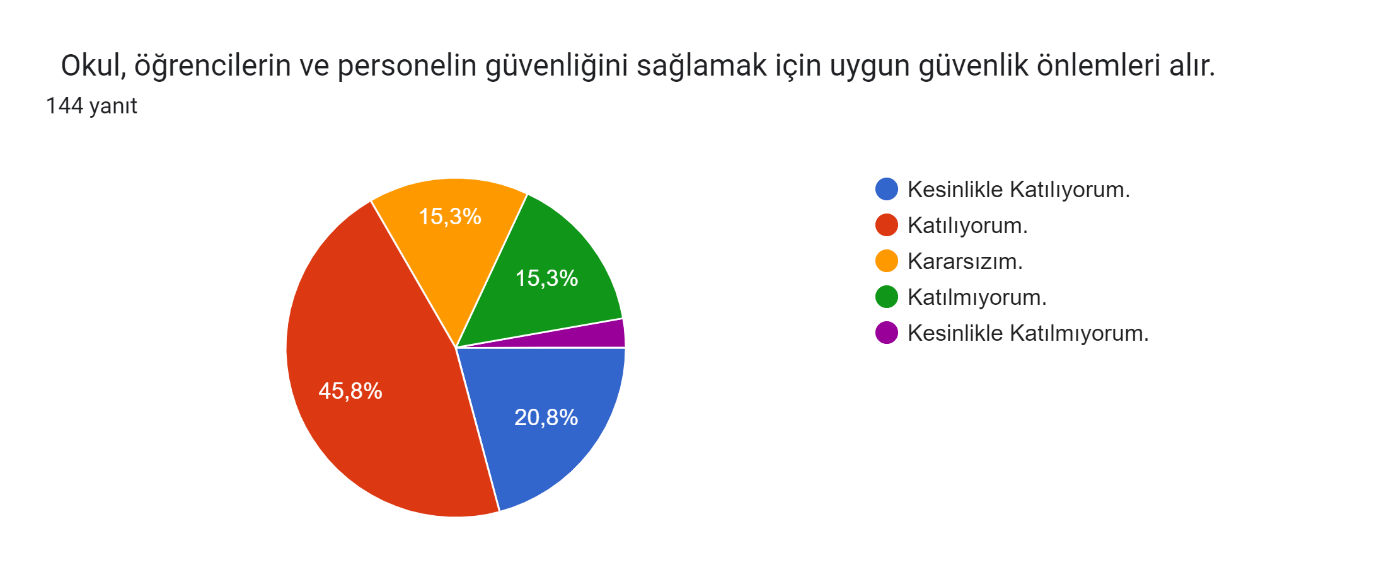 Okul, öğrencilerin ve personelin güvenliğini sağlamak için uygun güvenlik önlemleri alır.
144 yanıt
15,3%
15,3%
45,8%
20,8%
Kesinlikle Katılıyorum.
Katılıyorum.
Kararsızım.
Katılmıyorum.
Kesinlikle Katılmıyorum.